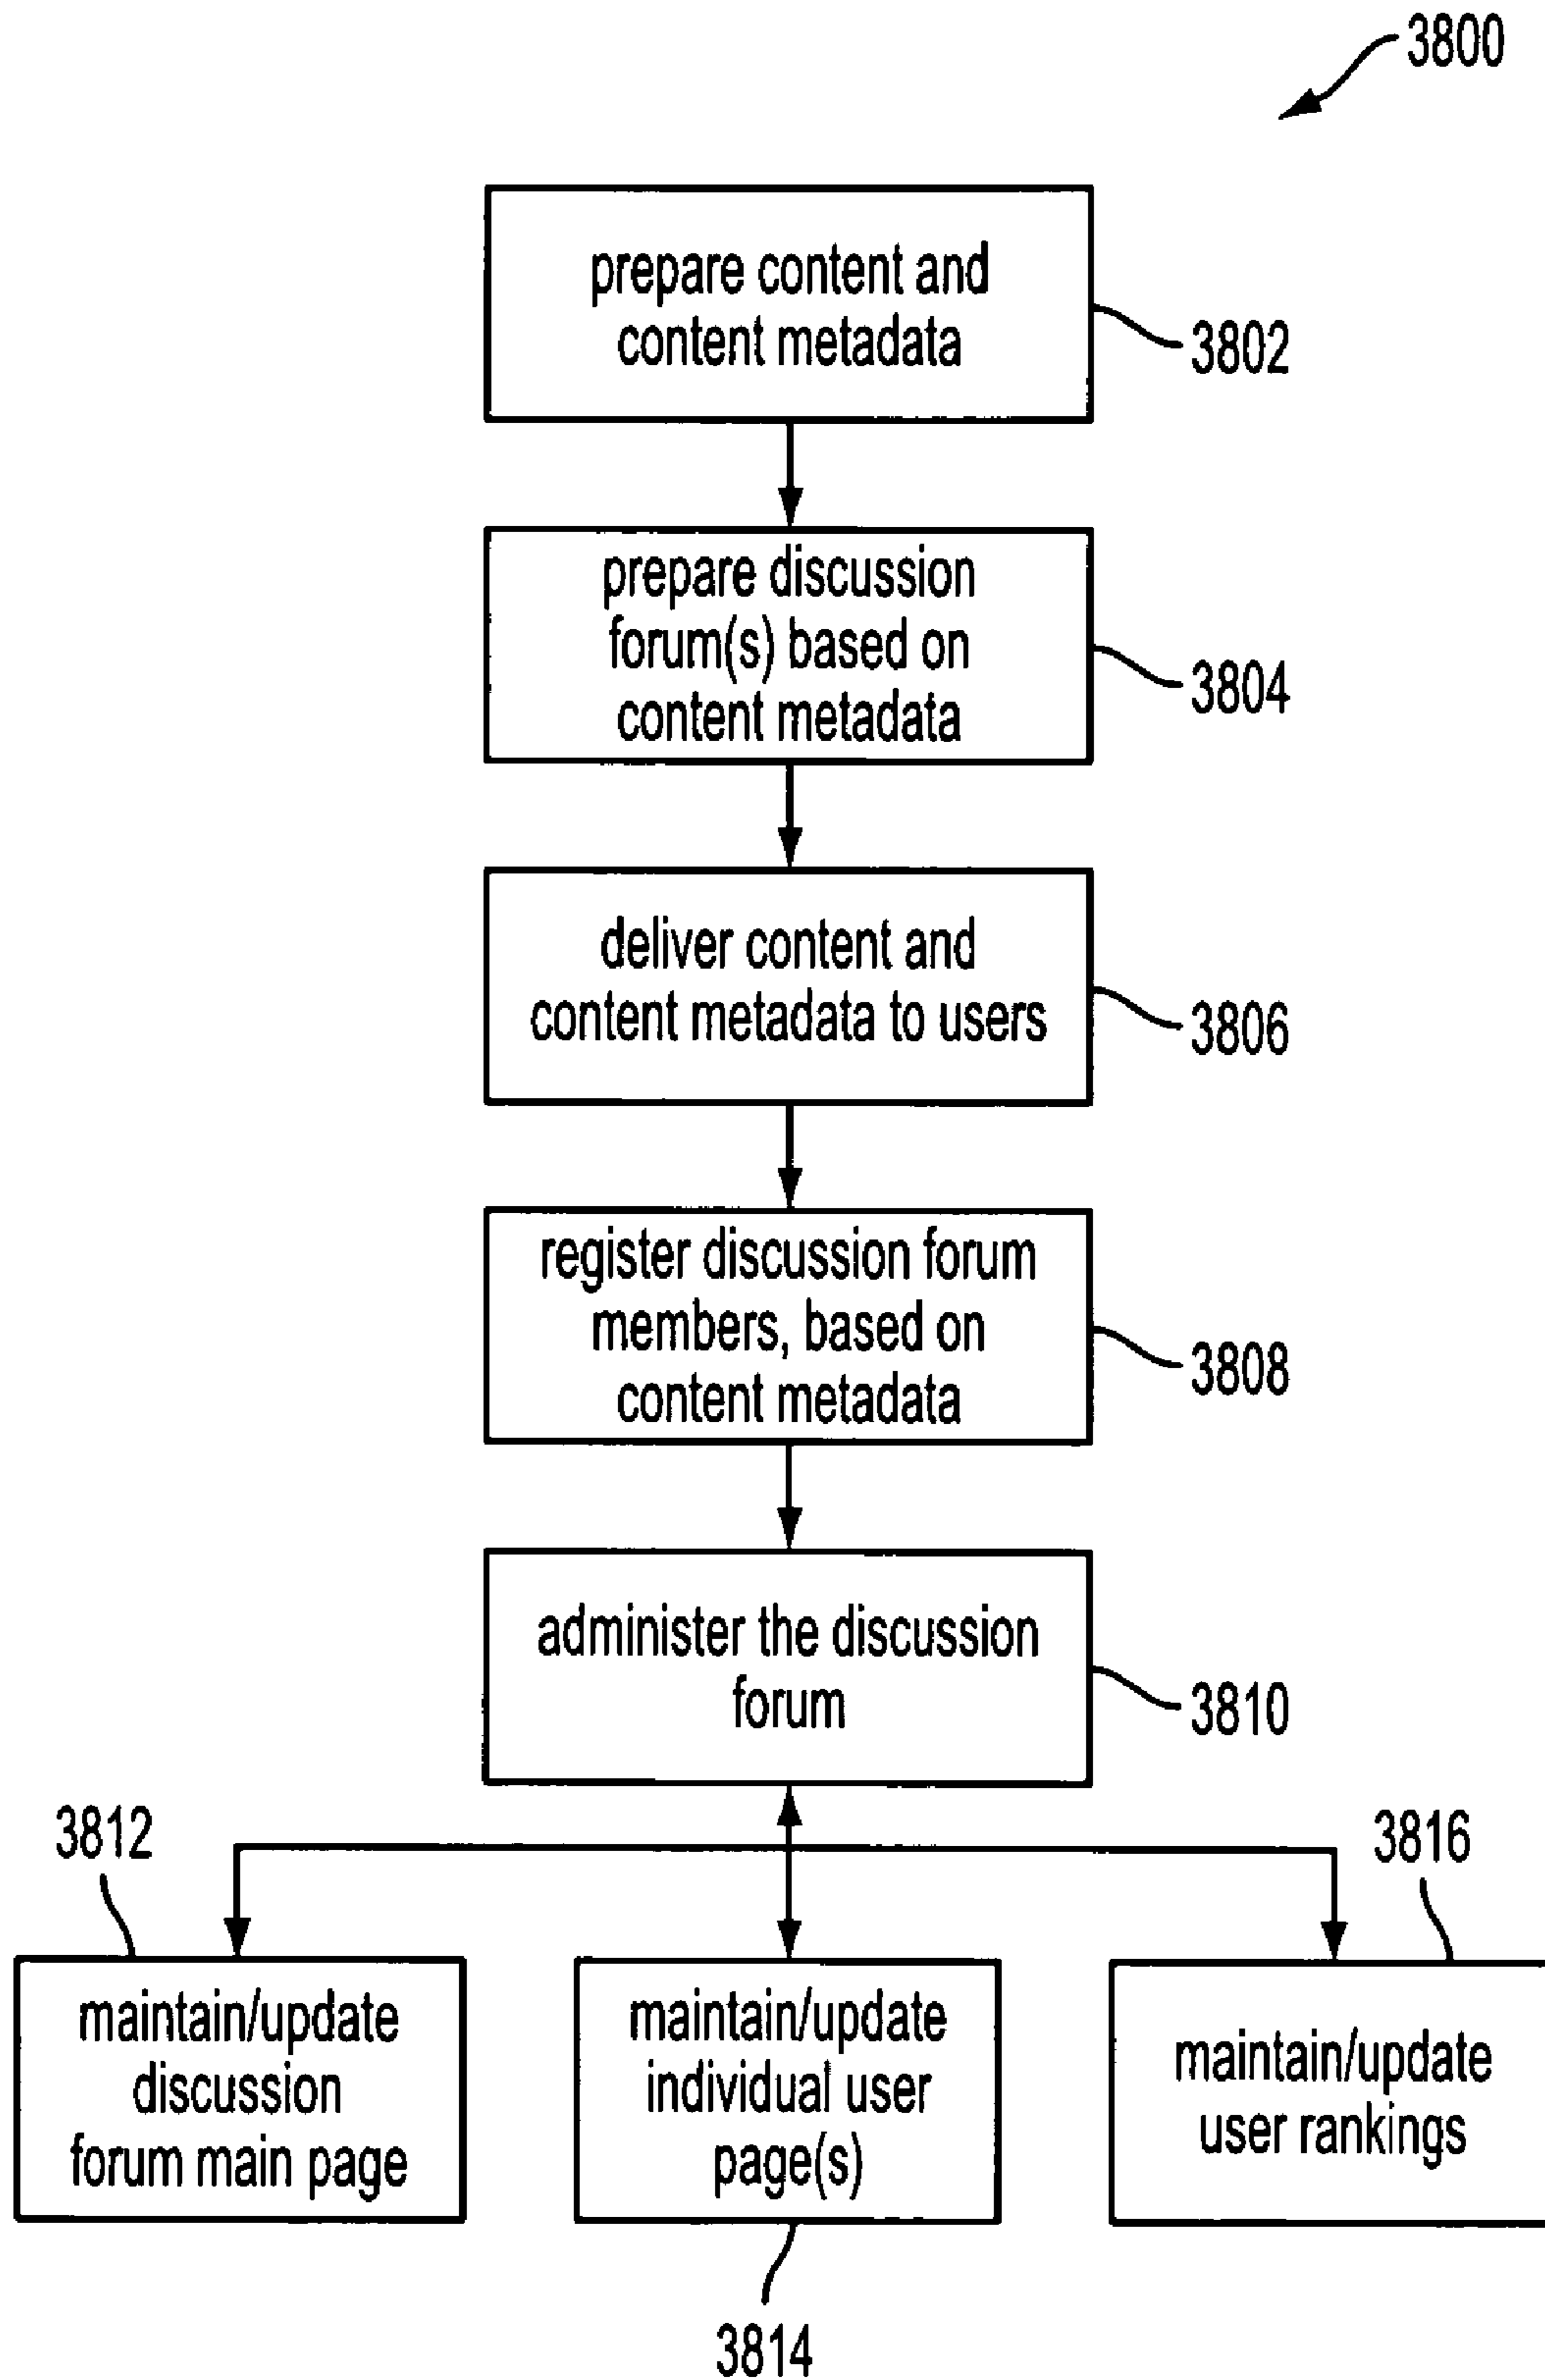 3800
prepare content and
content metadata
3802
prepare discussion
forum(s) based on
content metadata
3804
deliver content and
content metadata to users
3806
register discussion forum
members, based on
content metadata
3808
administer the discussion
forum
3810
3812
3816
maintain/update
discussion
forum main page
maintain/update
individual user
page(s)
maintain/update
user rankings
3814